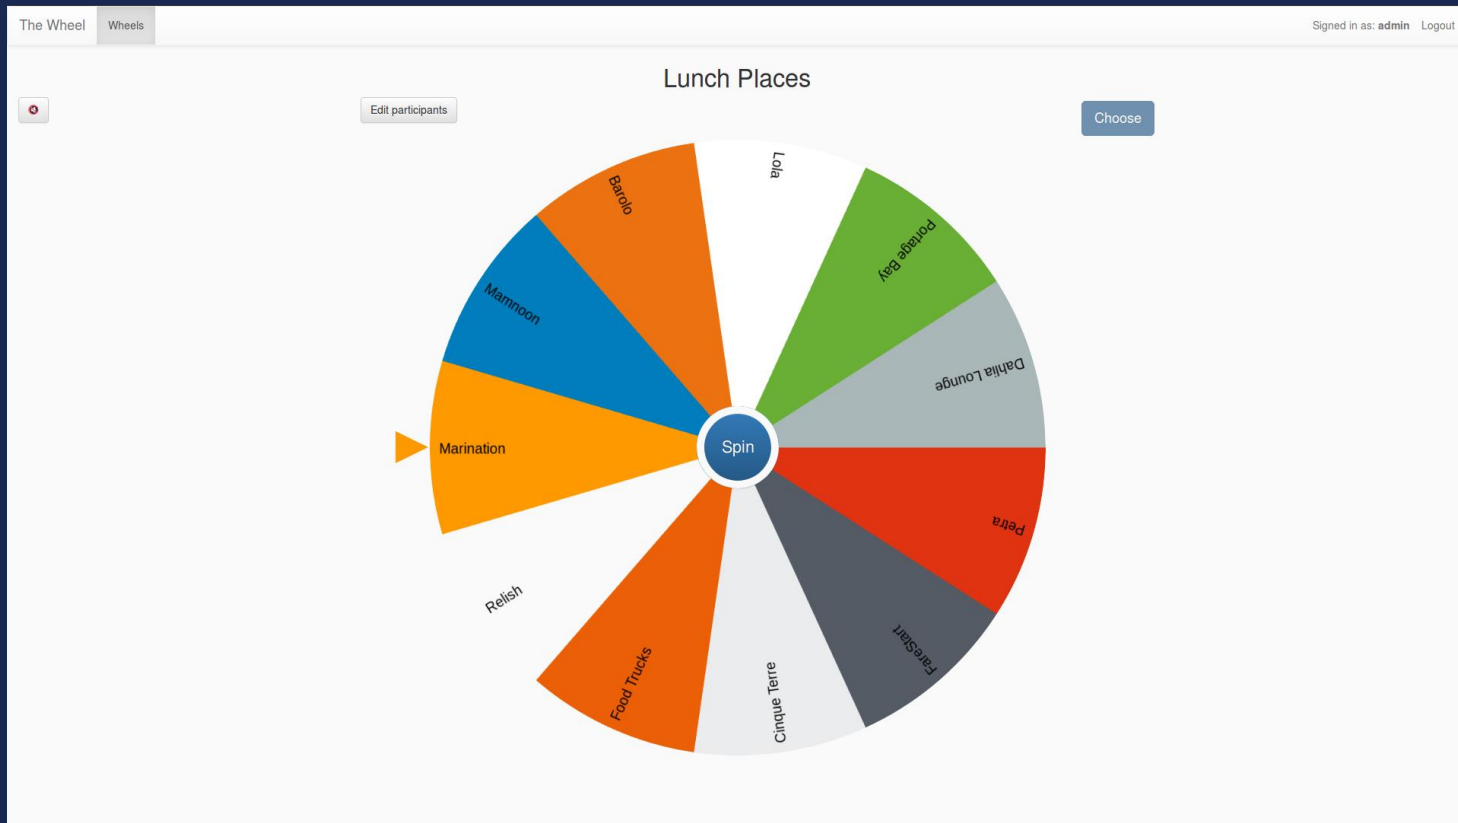 The Wheel
Wheels
Signed in as: admin Logout
Lunch Places
Edit participants
Choose
Lola
Barolo
Portage Bay
Mamnoon
Dahlia Lounge
Marination
Spin
Petra
Relish
FareStart
Food Trucks
Cinque Terre